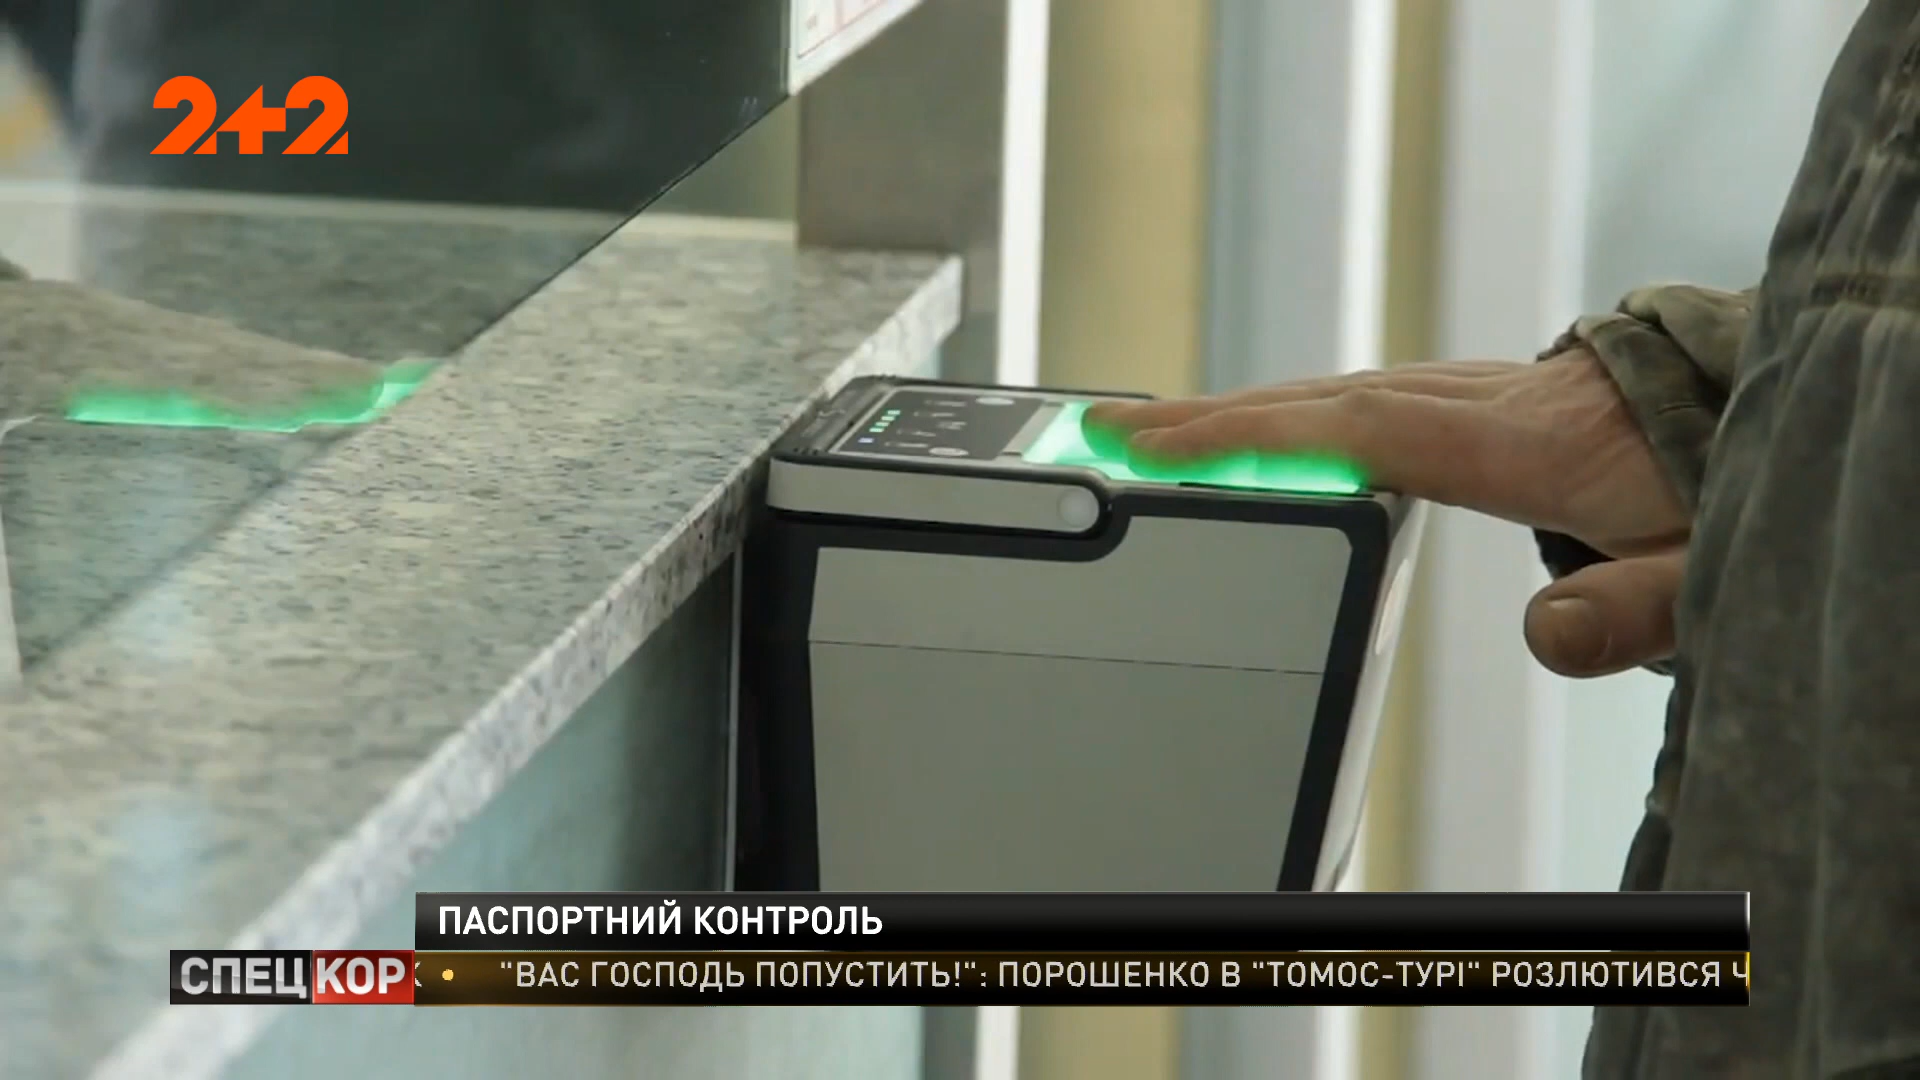 2+2
ПАСПОРТНИЙ КОНТРОЛЬ
СПЕЦКОР
• "ВАС ГОСПОДЬ ПОПУСТИТЬ!": ПОРОШЕНКО В "ТОМОС-ТУРІ" РОЗЛЮТИВСЯ